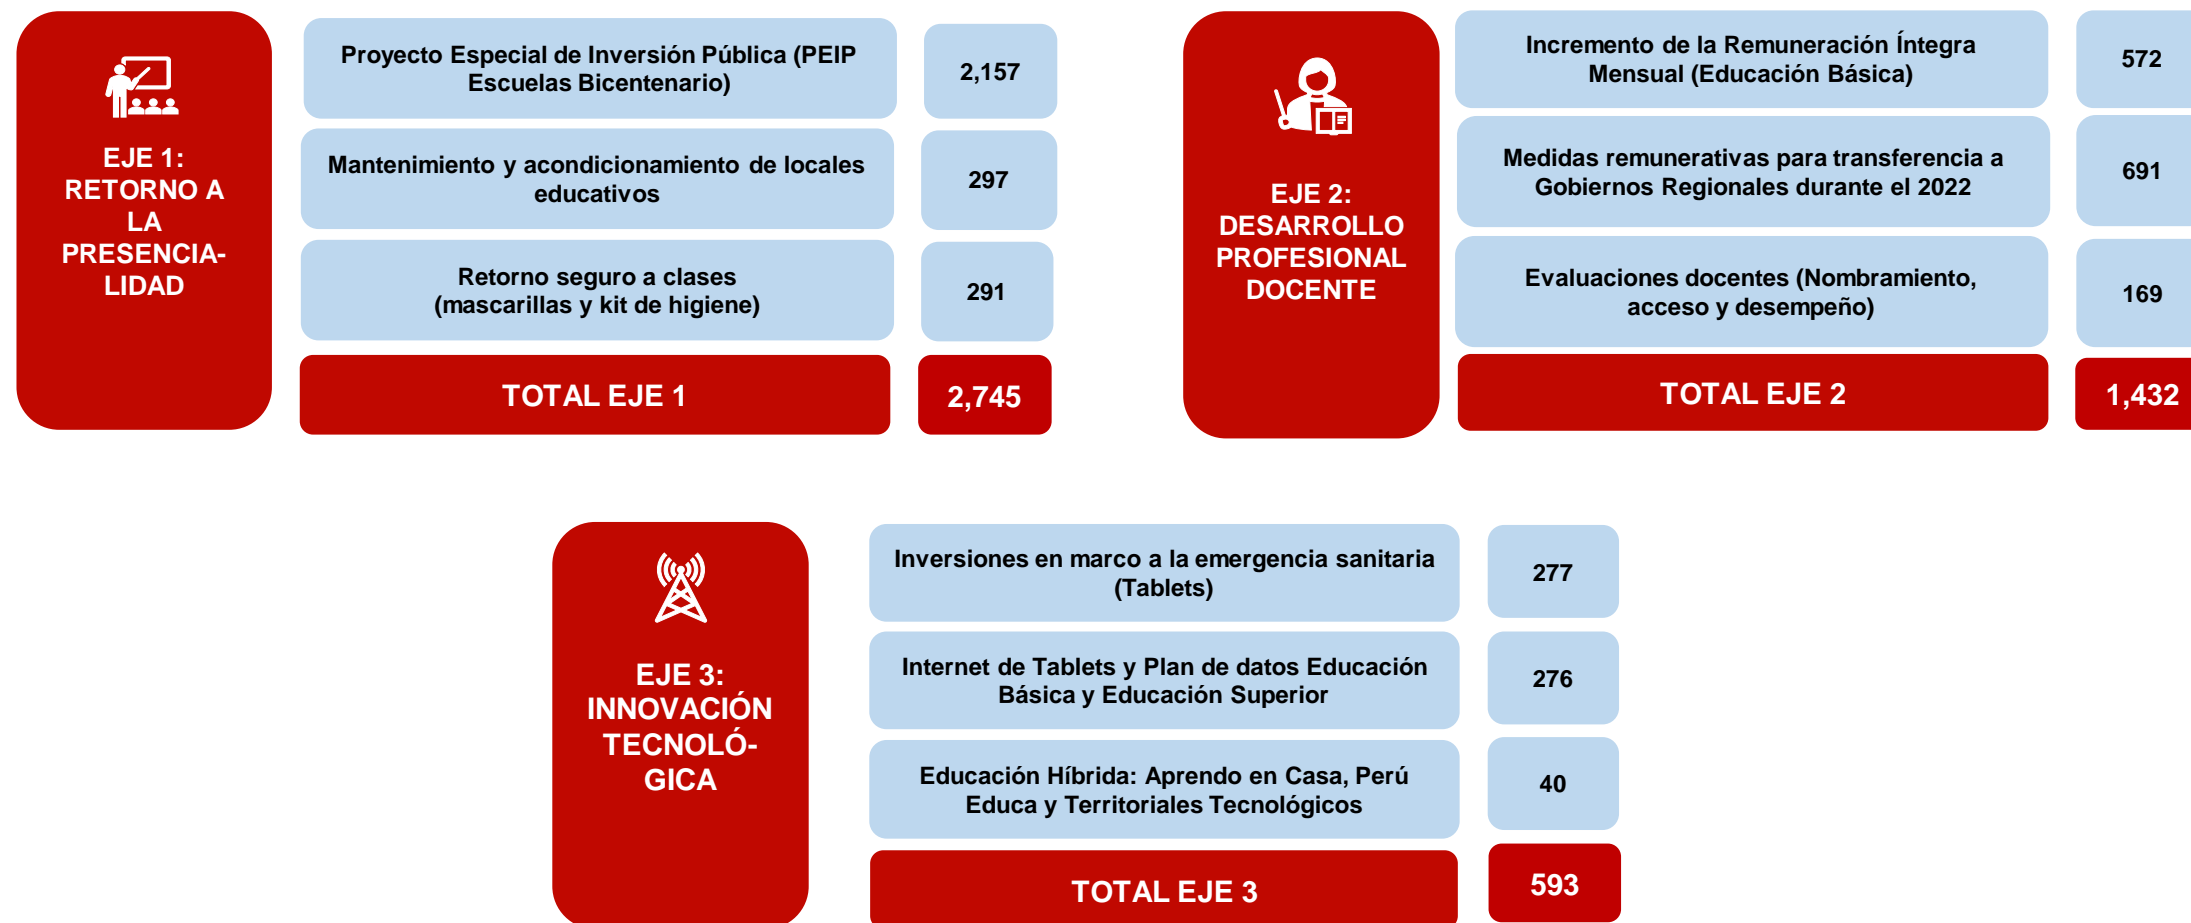 EJE 1:
RETORNO A
LA
PRESENCIA-
LIDAD
Proyecto Especial de Inversión Pública (PEIP
Escuelas Bicentenario)
2,157
Mantenimiento y acondicionamiento de locales
educativos
297
Retorno seguro a clases
(mascarillas y kit de higiene)
291
TOTAL EJE 1
2,745
EJE 2:
DESARROLLO
PROFESIONAL
DOCENTE
Incremento de la Remuneración Íntegra
Mensual (Educación Básica)
572
Medidas remunerativas para transferencia a
Gobiernos Regionales durante el 2022
691
Evaluaciones docentes (Nombramiento,
acceso y desempeño)
169
TOTAL EJE 2
1,432
EJE 3:
INNOVACIÓN
TECNOLÓ-
GICA
Inversiones en marco a la emergencia sanitaria
(Tablets)
277
Internet de Tablets y Plan de datos Educación
Básica y Educación Superior
276
Educación Híbrida: Aprendo en Casa, Perú
Educa y Territoriales Tecnológicos
40
TOTAL EJE 3
593